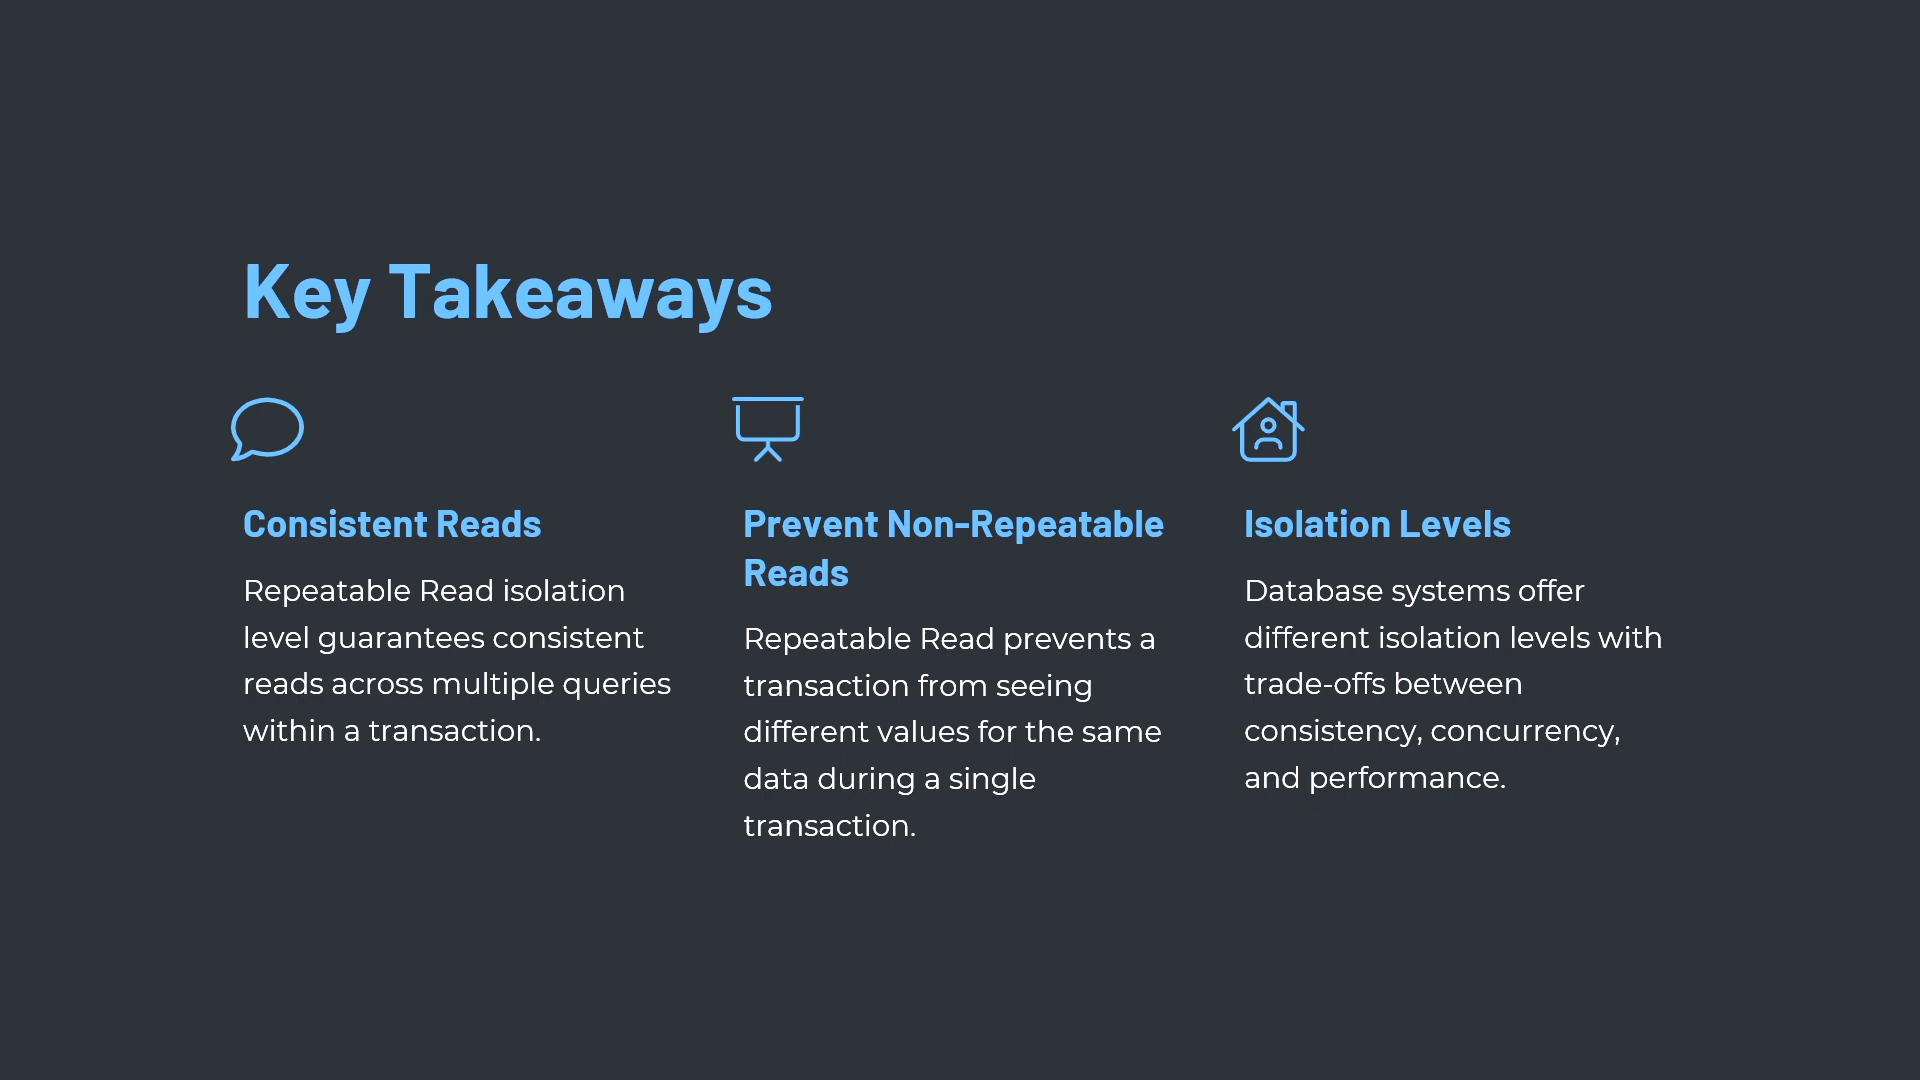 Key Takeaways
Consistent Reads
Repeatable Read isolation
level guarantees consistent
reads across multiple queries
within a transaction.
Prevent Non-Repeatable
Reads
Repeatable Read prevents a
transaction from seeing
different values for the same
data during a single
transaction.
Isolation Levels
Database systems offer
different isolation levels with
trade-offs between
consistency, concurrency,
and performance.